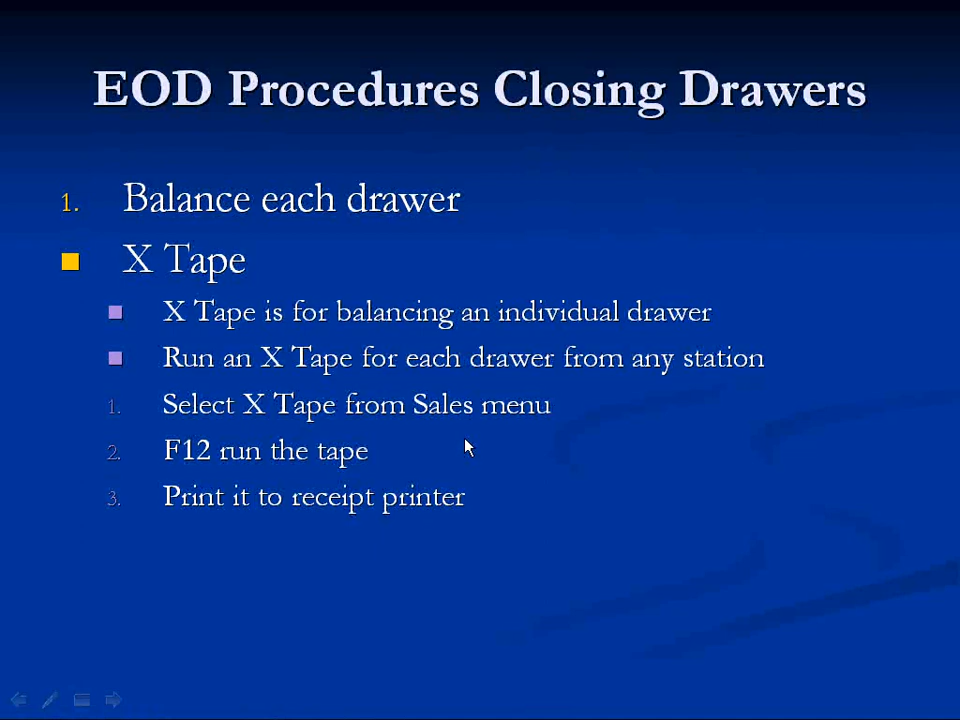 EOD Procedures Closing Drawers
1. Balance each drawer
X Tape
X Tape is for balancing an individual drawer
Run an X Tape for each drawer from any station
1. Select X Tape from Sales menu
2. F12 run the tape
3. Print it to receipt printer